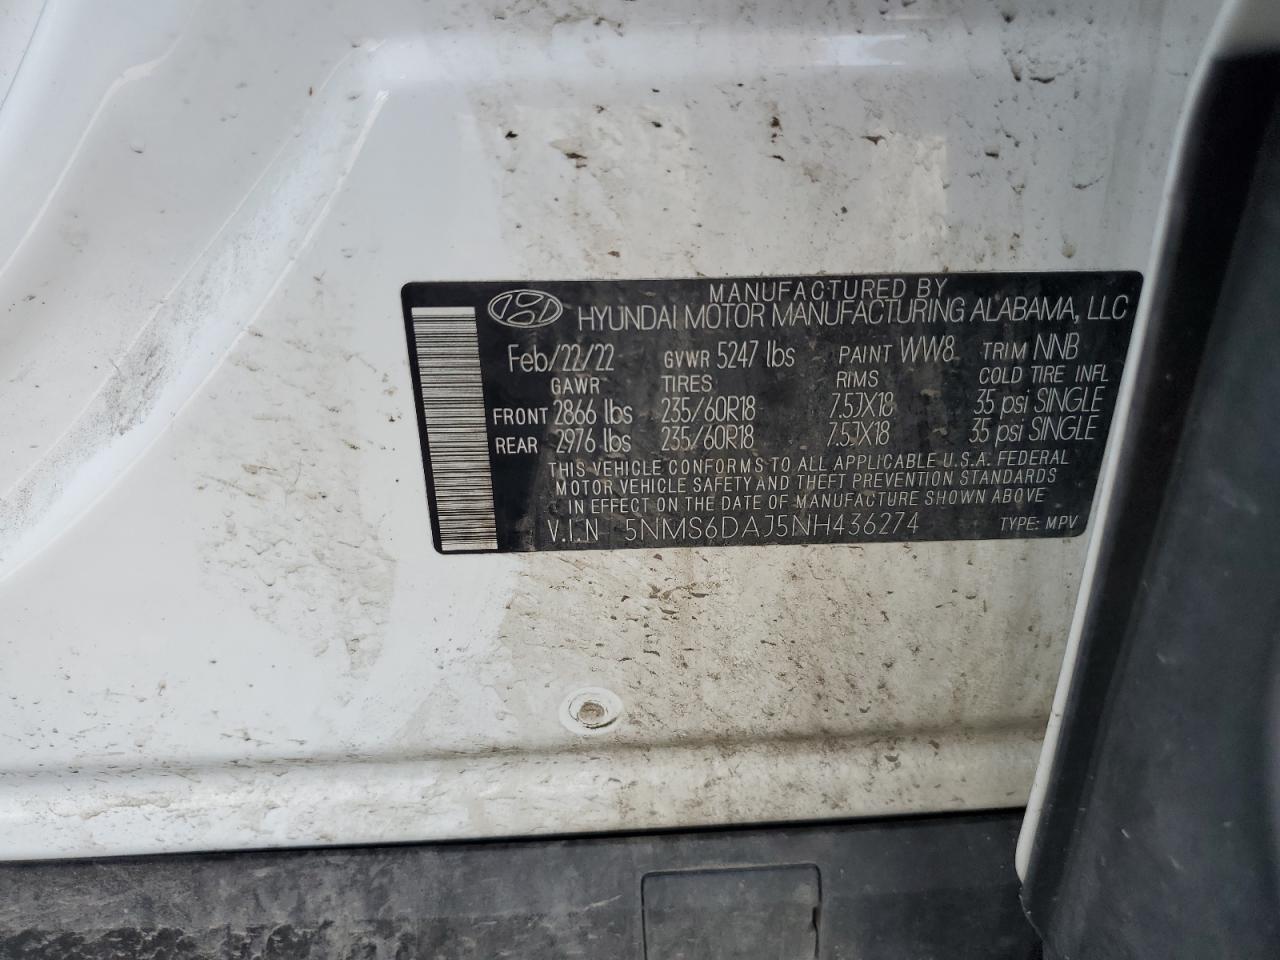 MANUFACTURED BY
HYUNDAI MOTOR MANUFACTURING ALABAMA, LLC
Feb/22/22 GVWR 5247 lbs PAINT WW8 TRIM NNB
GAWR TIRES RIMS COLD TIRE INFL
FRONT 2866 lbs 235/60R18 7.5JX18 35 psi SINGLE
REAR 2976 lbs 235/60R18 7.5JX18 35 psi SINGLE
THIS VEHICLE CONFORMS TO ALL APPLICABLE U.S.A. FEDERAL
MOTOR VEHICLE SAFETY AND THEFT PREVENTION STANDARDS
IN EFFECT ON THE DATE OF MANUFACTURE SHOWN ABOVE
V.I.N 5NMS6DAJ5NH436274 TYPE: MPV